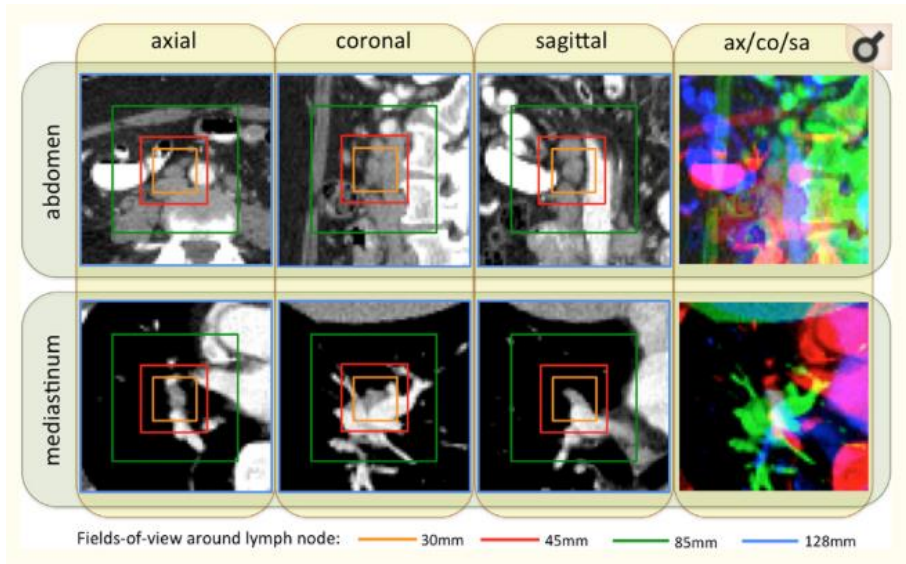 axial coronal sagittal ax/co/sa
abdomen
mediastinum
Fields-of-view around lymph node: 30mm 45mm 85mm 128mm